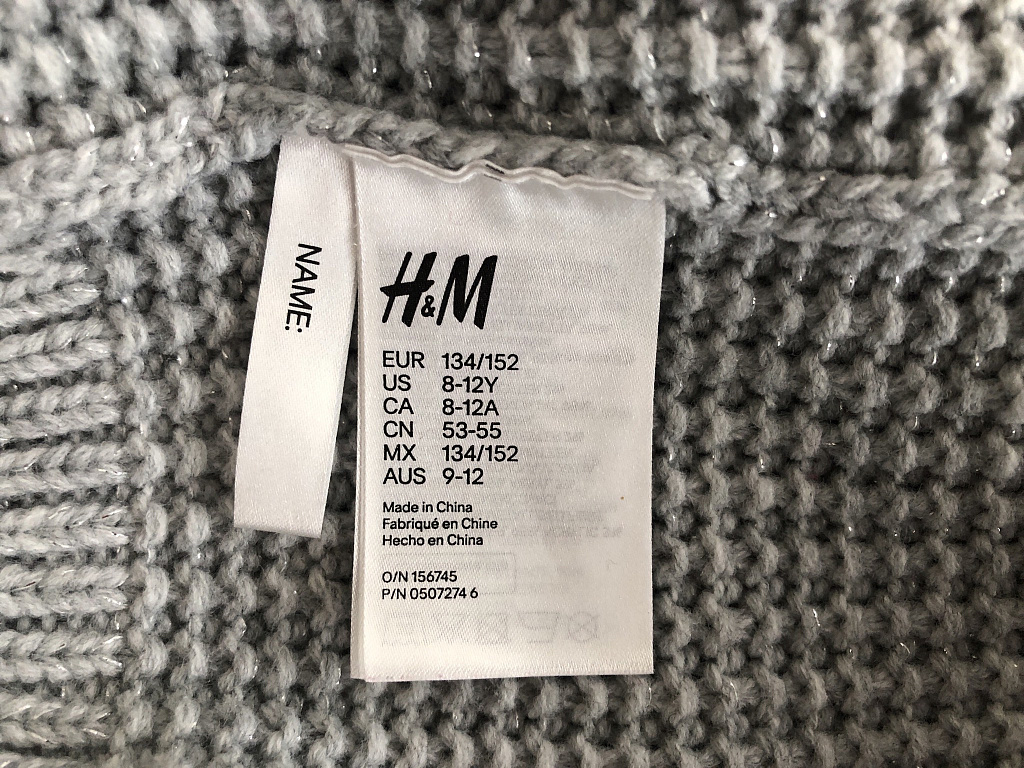 NAME:
H&M
EUR 134/152
US 8-12Y
CA 8-12A
CN 53-55
MX 134/152
AUS 9-12
Made in China
Fabriqué en Chine
Hecho en China
O/N 156745
P/N 0507274 6